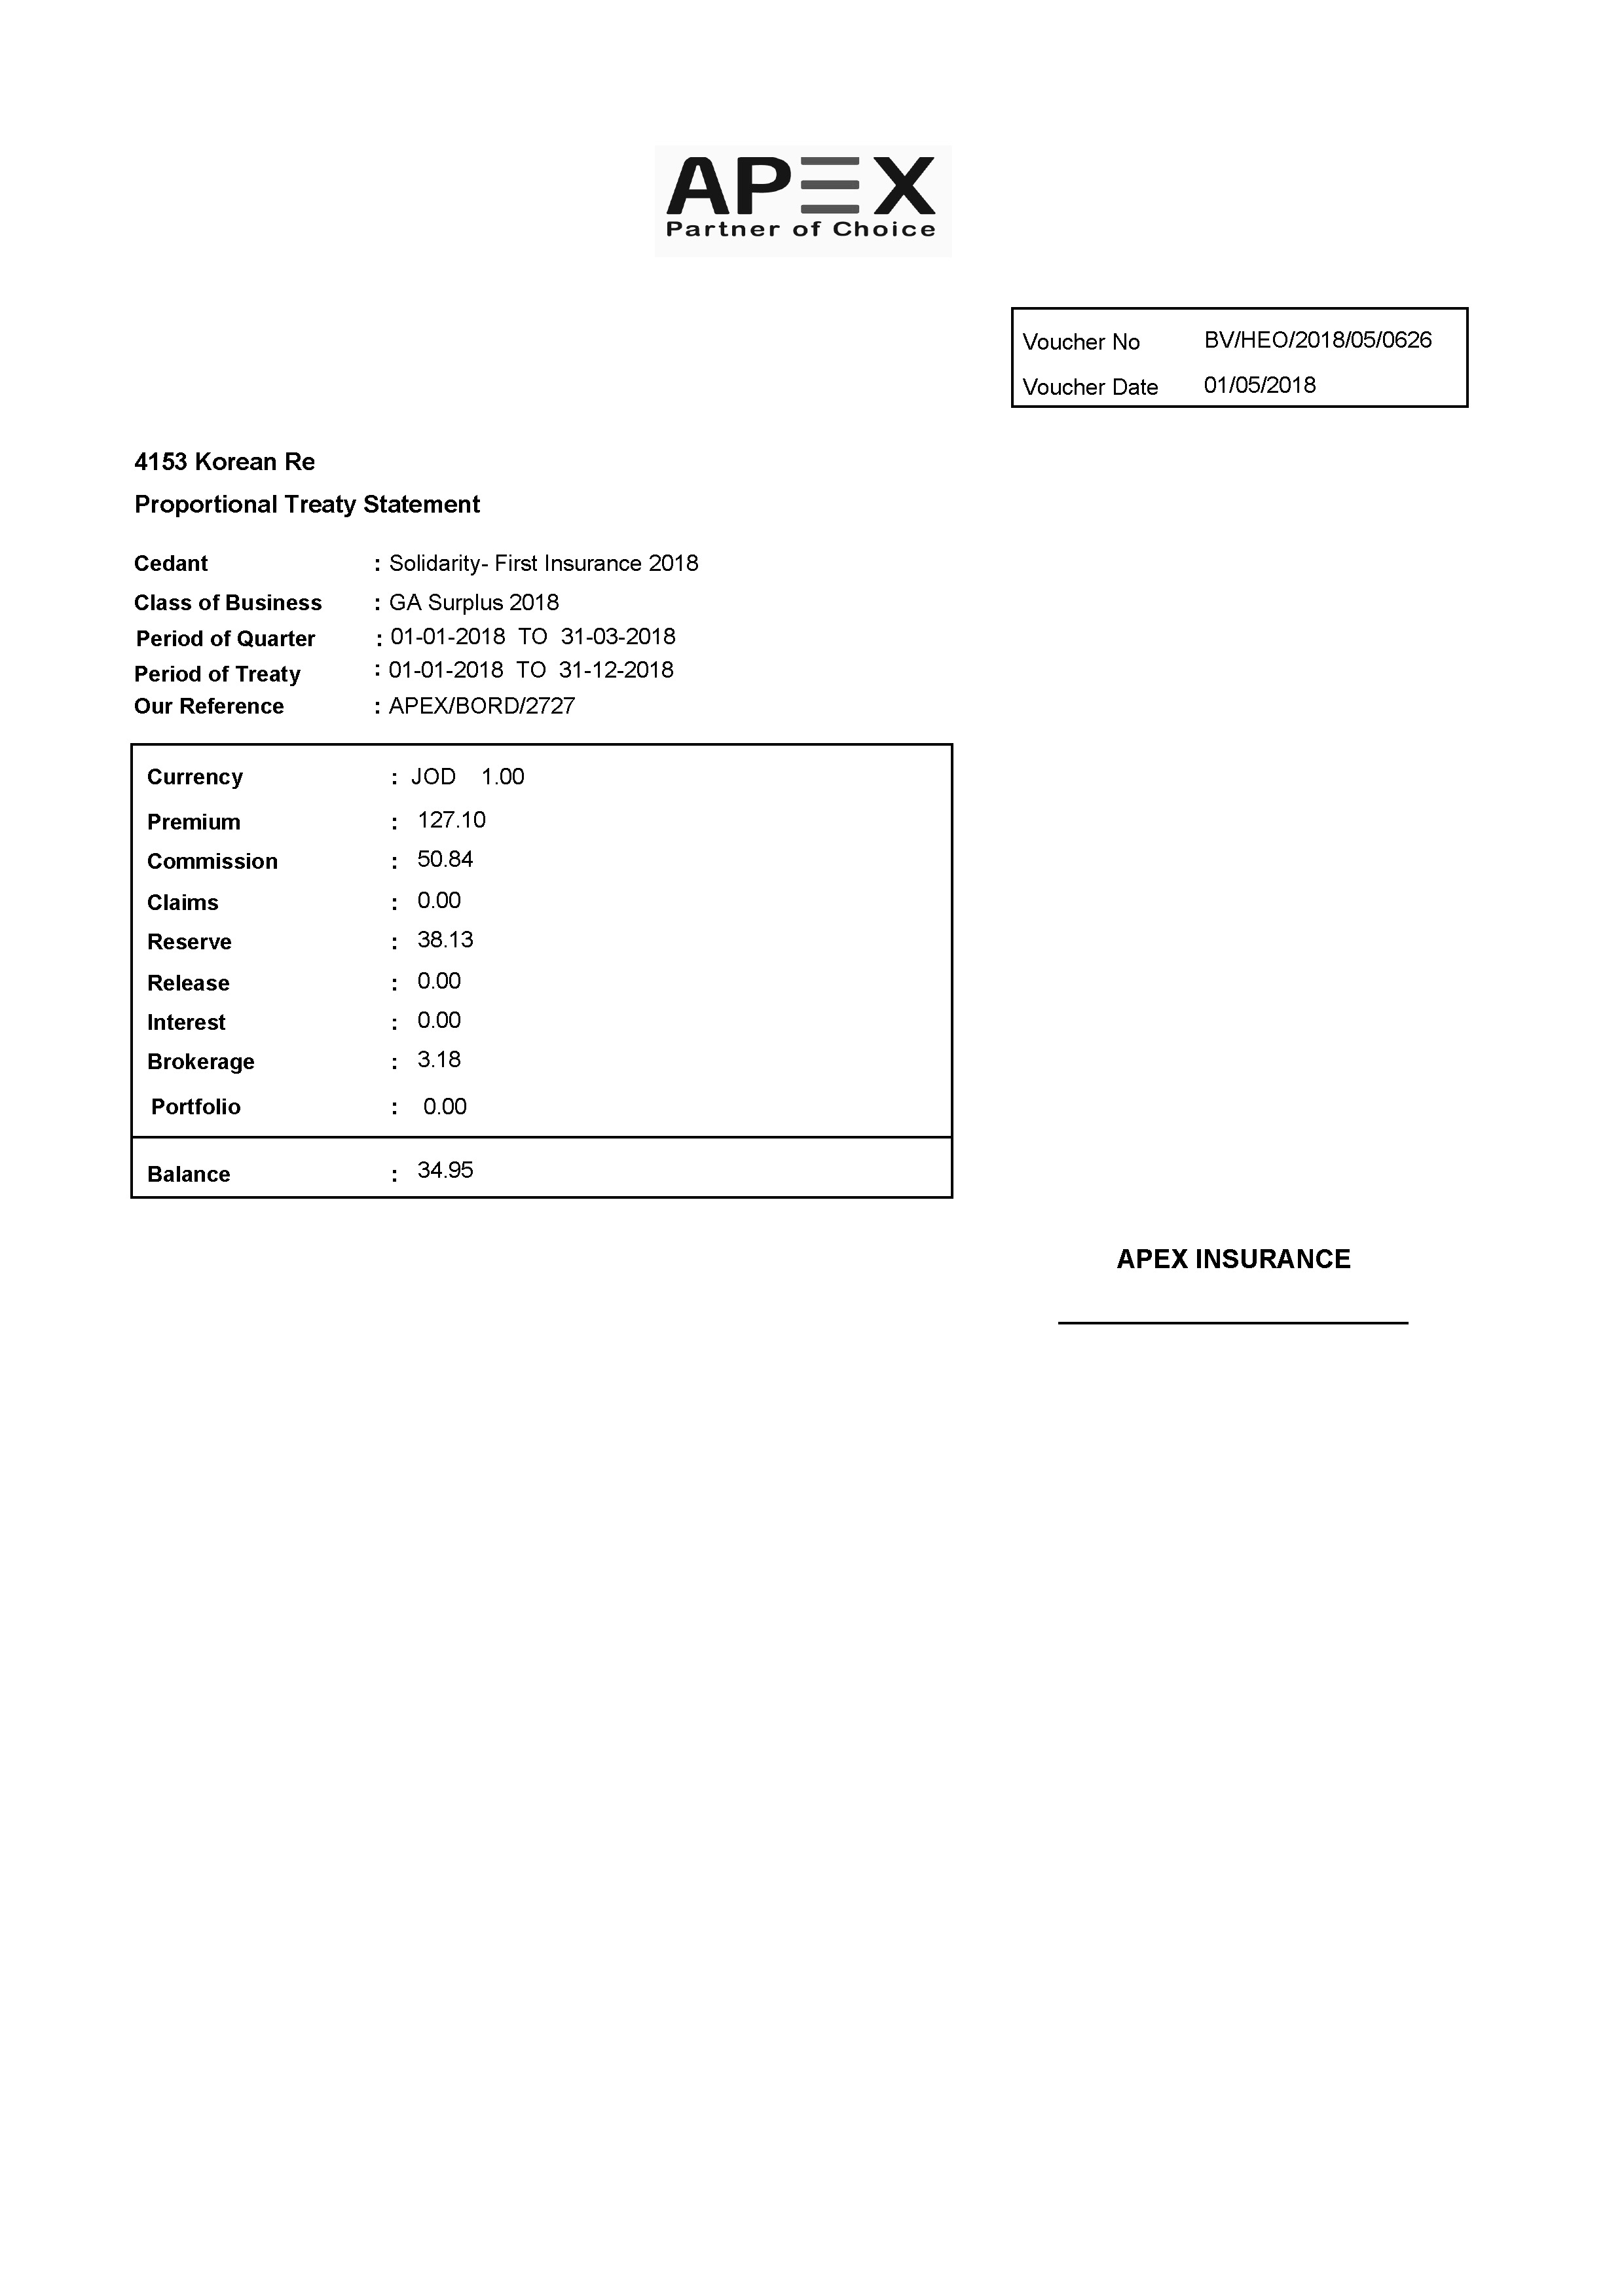 APEX
Partner of Choice
Voucher No BV/HEO/2018/05/0626
Voucher Date 01/05/2018
4153 Korean Re
Proportional Treaty Statement
Cedant : Solidarity- First Insurance 2018
Class of Business : GA Surplus 2018
Period of Quarter : 01-01-2018 TO 31-03-2018
Period of Treaty : 01-01-2018 TO 31-12-2018
Our Reference : APEX/BORD/2727
Currency : JOD 1.00
Premium : 127.10
Commission : 50.84
Claims : 0.00
Reserve : 38.13
Release : 0.00
Interest : 0.00
Brokerage : 3.18
Portfolio : 0.00
Balance : 34.95
APEX INSURANCE